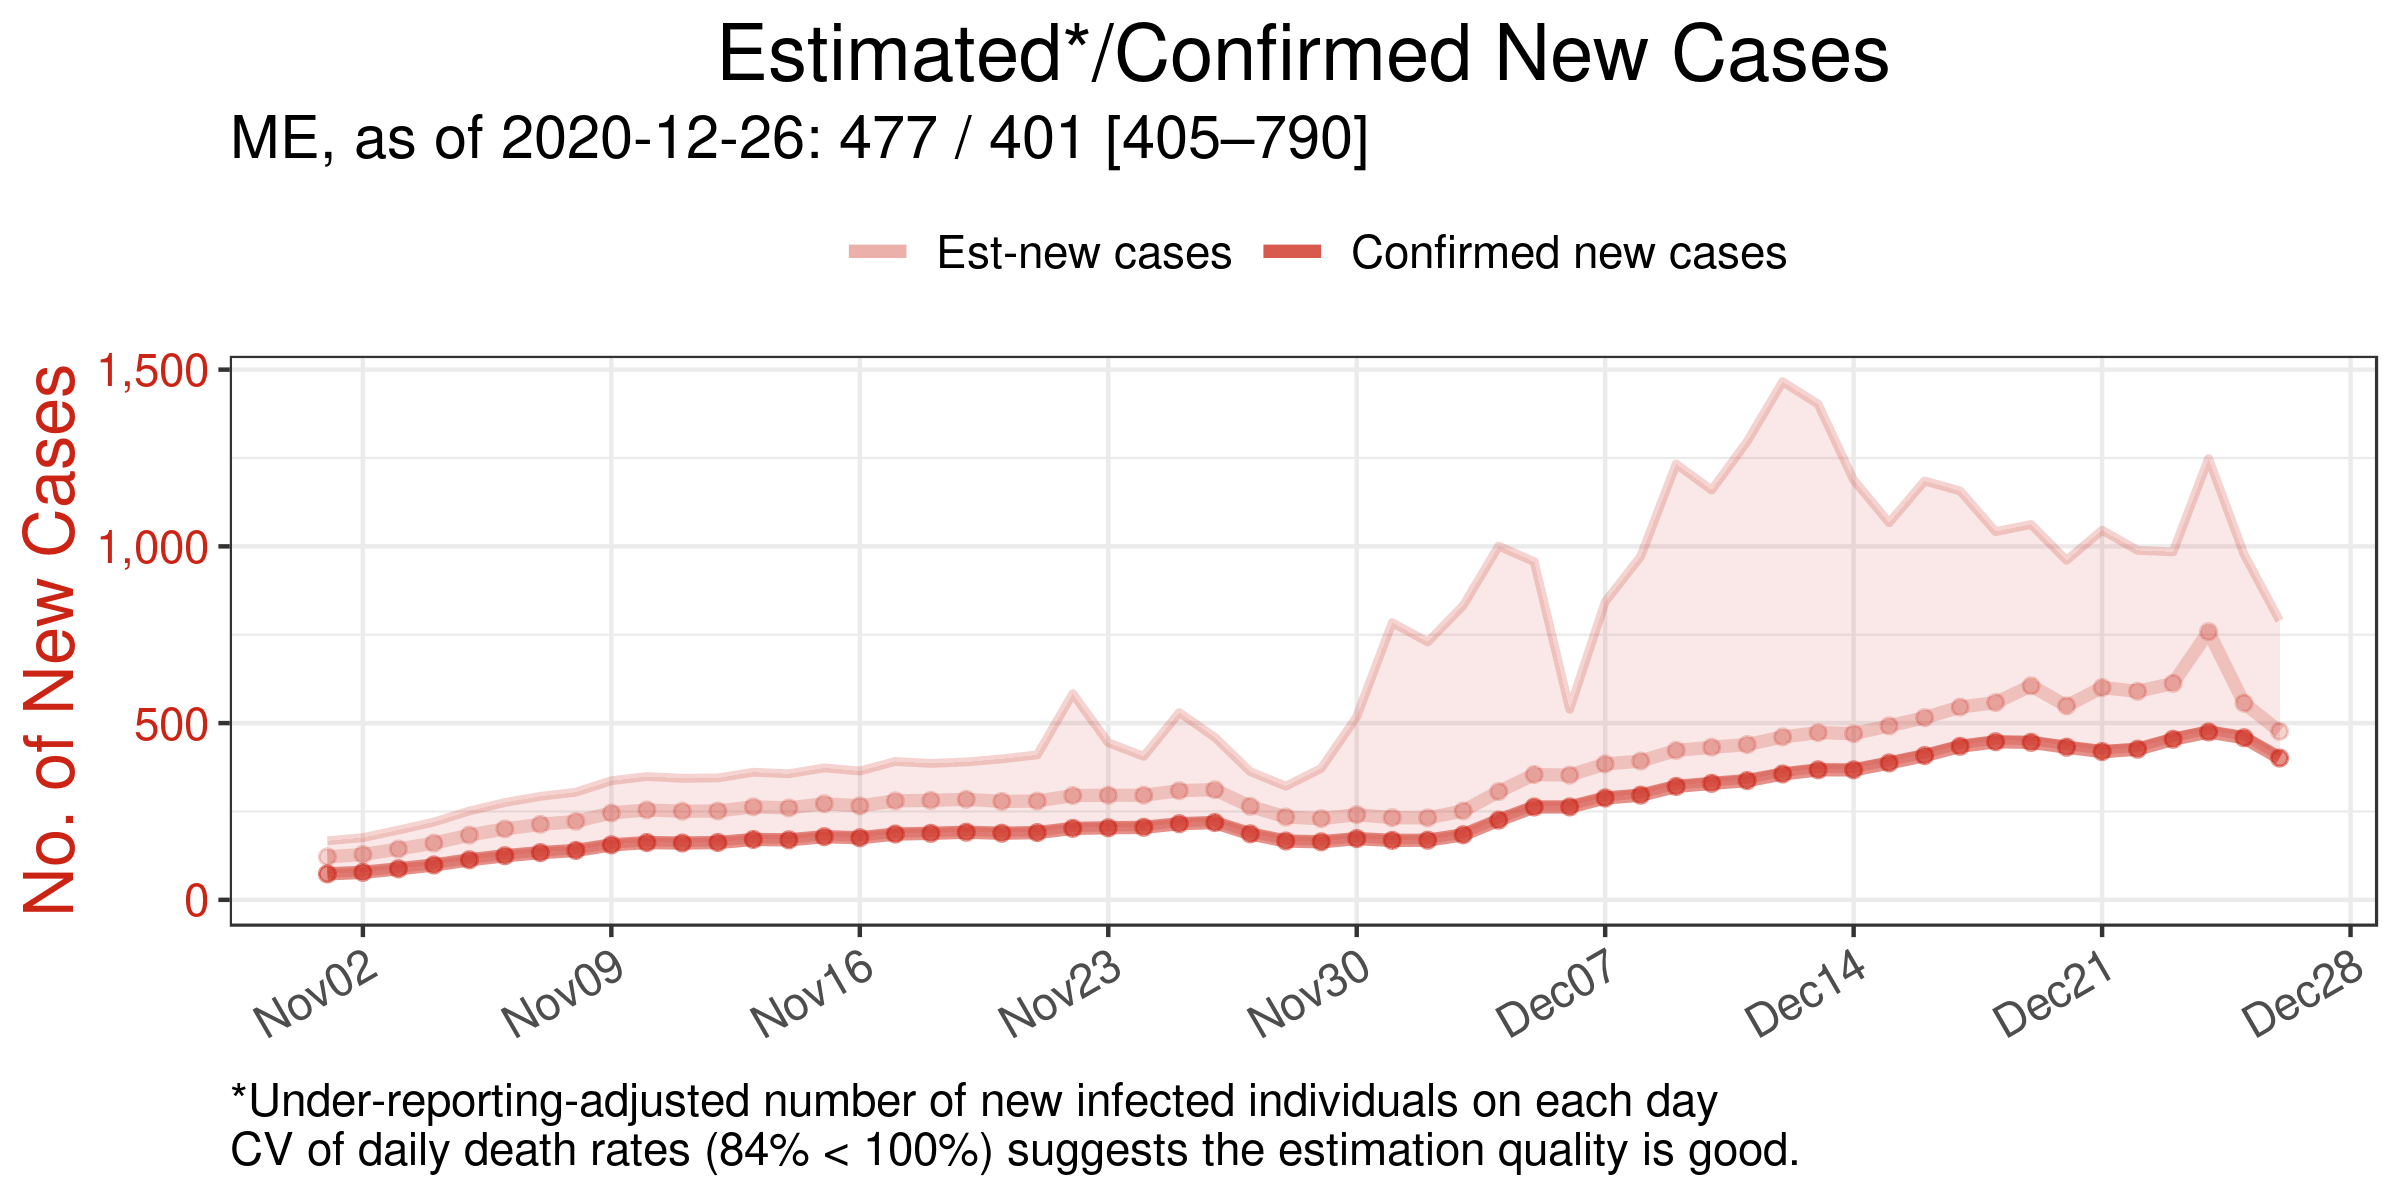 Estimated*/Confirmed New Cases
ME, as of 2020-12-26: 477 / 401 [405–790]
Est-new cases
Confirmed new cases
No. of New Cases
1,500
1,000
500
0
Nov02
Nov09
Nov16
Nov23
Nov30
Dec07
Dec14
Dec21
Dec28
*Under-reporting-adjusted number of new infected individuals on each day
CV of daily death rates (84% < 100%) suggests the estimation quality is good.